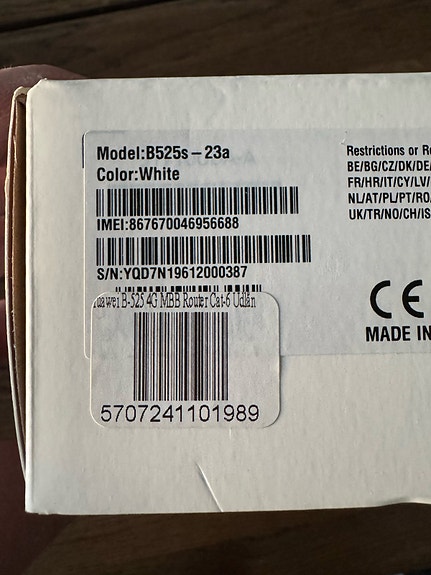 Model:B525s-23a
Color:White
IMEI:867670046956688
S/N:YQD7N19612000387
B-525 4G MBB Router Cat-6 Udlån
5707241101989
Restrictions or
BE/BG/CZ/DK/DE/
FR/HR/IT/CY/LV/
NL/AT/PL/PT/RO/
UK/TR/NO/CH/IS
CE
MADE IN